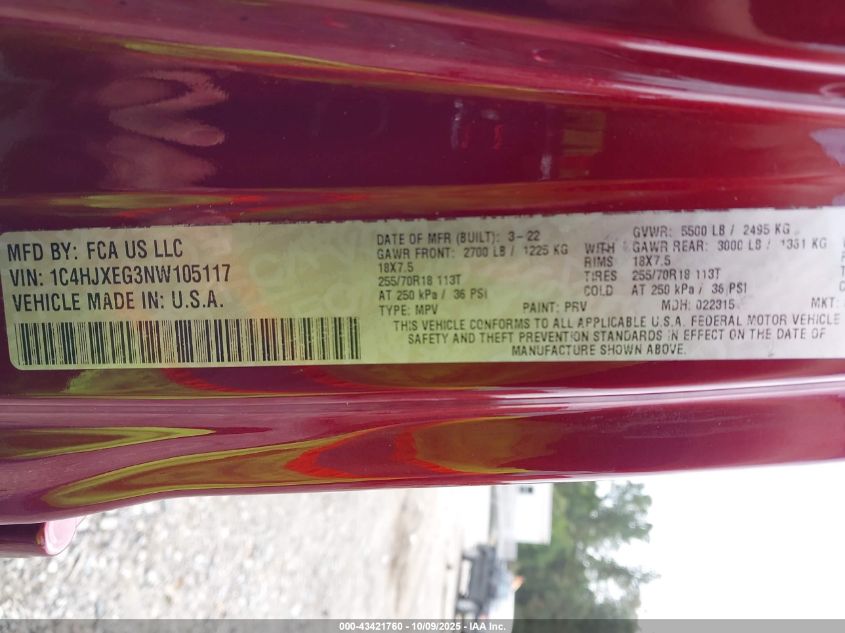 MFD BY: FCA US LLC
VIN: 1C4HJXEG3NW105117
VEHICLE MADE IN: U.S.A.
DATE OF MFR (BUILT): 3-22
GVWR: 5500 LB / 2495 KG
GAWR FRONT: 2700 LB / 1225 KG WITH GAWR REAR: 3000 LB / 1361 KG
18X7.5 RIMS 18X7.5
255/70R18 113T TIRES 255/70R18 113T
AT 250 kPa / 36 PSI COLD AT 250 kPa / 36 PSI
TYPE: MPV PAINT: PRV MDH: 022315 MKT:
THIS VEHICLE CONFORMS TO ALL APPLICABLE U.S.A. FEDERAL MOTOR VEHICLE
SAFETY AND THEFT PREVENTION STANDARDS IN EFFECT ON THE DATE OF
MANUFACTURE SHOWN ABOVE.
000-43421760 - 10/09/2025 - IAA Inc.